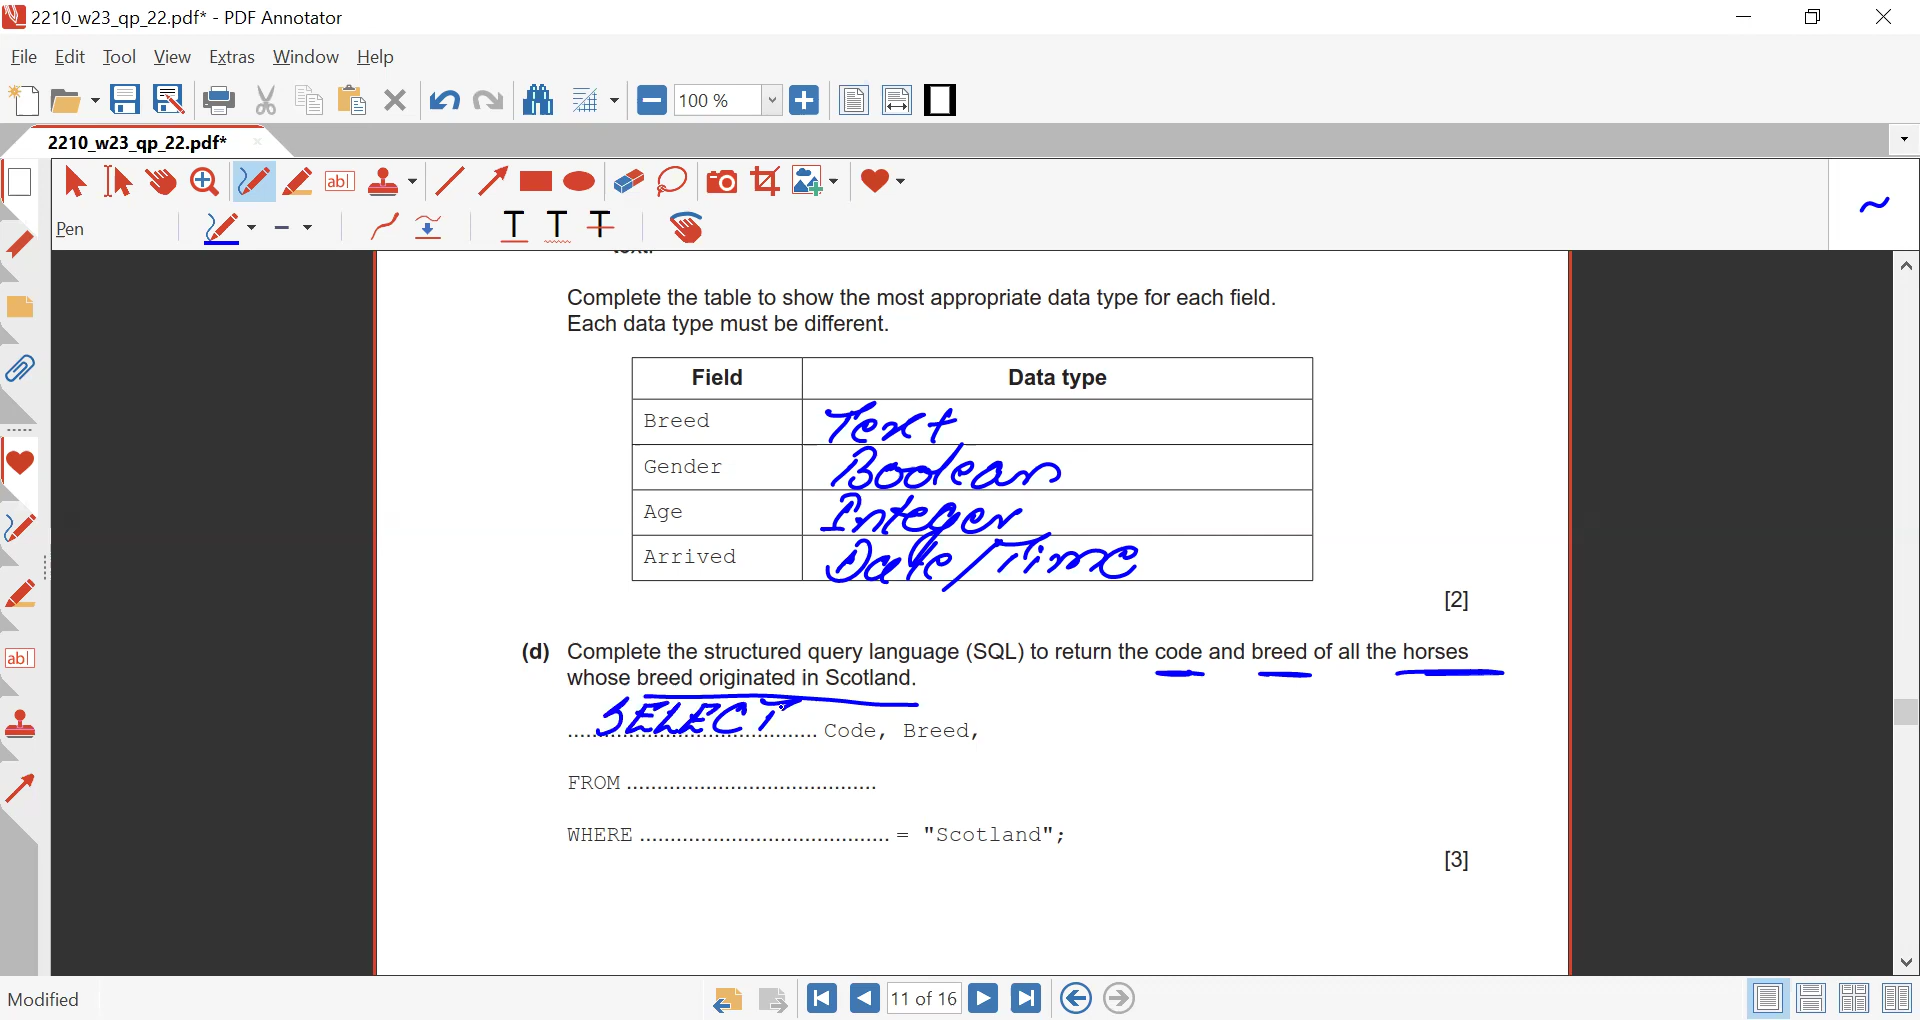 2210_w23_qp_22.pdf* - PDF Annotator
File Edit Tool View Extras Window Help
100 %
2210_w23_qp_22.pdf*
Pen
Complete the table to show the most appropriate data type for each field.
Each data type must be different.
Field Data type
Breed Text
Gender Boolean
Age Integer
Arrived Date/Time
[2]
(d) Complete the structured query language (SQL) to return the code and breed of all the horses
whose breed originated in Scotland.
SELECT Code, Breed,
FROM ..........................................
WHERE .......................................... = "Scotland";
[3]
Modified 11 of 16